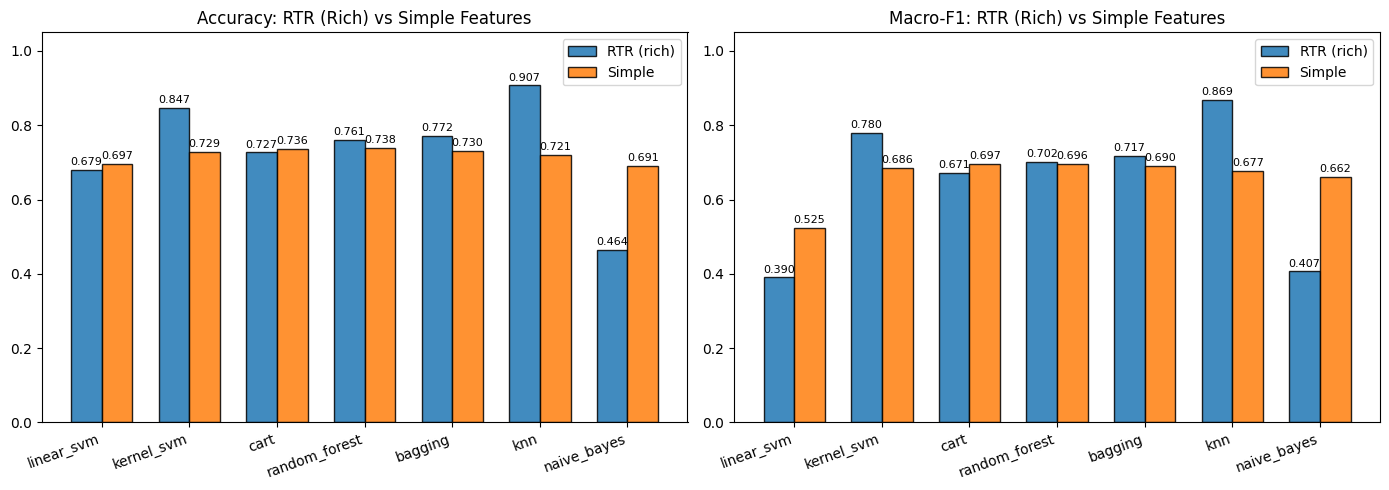 Accuracy: RTR (Rich) vs Simple Features
1.0
0.8
0.6
0.4
0.2
0.0
RTR (rich)
Simple
0.679
0.697
0.847
0.729
0.727
0.736
0.761
0.738
0.772
0.730
0.907
0.721
0.464
0.691
linear_svm
kernel_svm
cart
random_forest
bagging
knn
naive_bayes
Macro-F1: RTR (Rich) vs Simple Features
1.0
0.8
0.6
0.4
0.2
0.0
RTR (rich)
Simple
0.390
0.525
0.780
0.686
0.671
0.697
0.702
0.696
0.717
0.690
0.869
0.677
0.407
0.662
linear_svm
kernel_svm
cart
random_forest
bagging
knn
naive_bayes